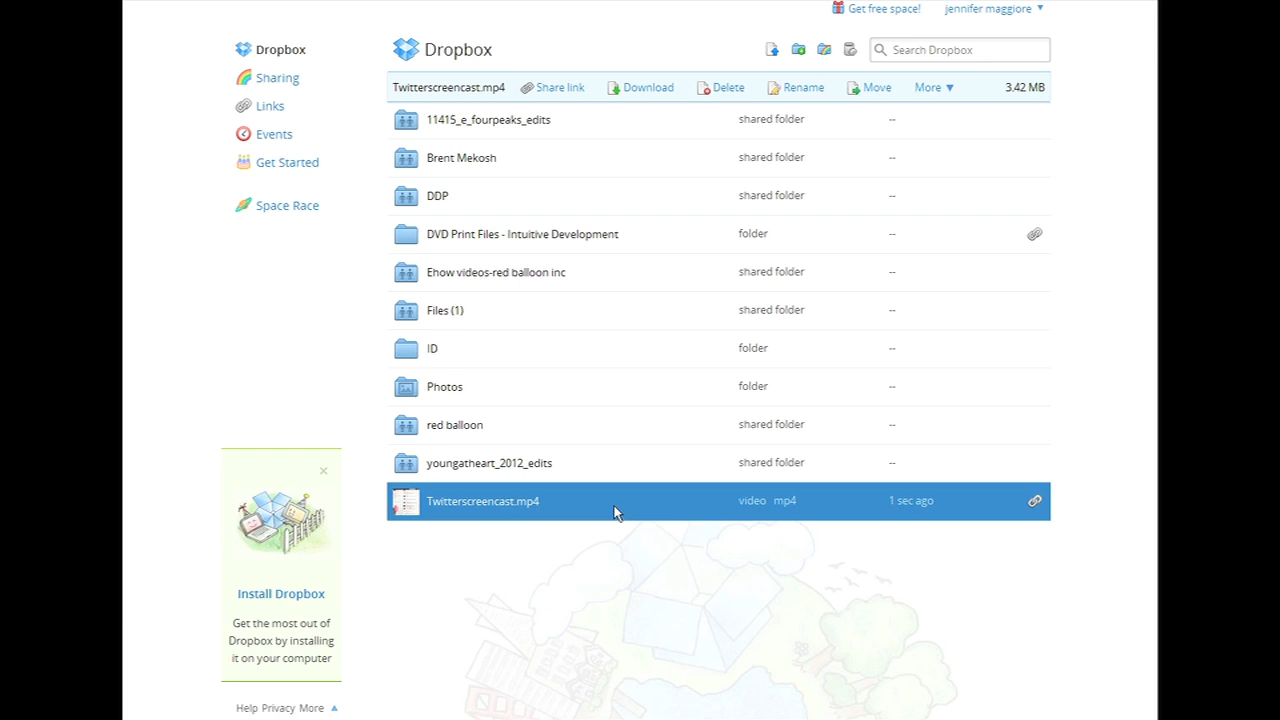 Get free space! jennifer maggiore
Dropbox
Sharing
Links
Events
Get Started
Space Race
Dropbox
Search Dropbox
Twitterscreencast.mp4 Share link Download Delete Rename Move More 3.42 MB
11415_e_fourpeaks_edits shared folder --
Brent Mekosh shared folder --
DDP shared folder --
DVD Print Files - Intuitive Development folder --
Ehow videos-red balloon inc shared folder --
Files (1) shared folder --
ID folder --
Photos folder --
red balloon shared folder --
youngatheart_2012_edits shared folder --
Twitterscreencast.mp4 video mp4 1 sec ago
Install Dropbox
Get the most out of
Dropbox by installing
it on your computer
Help Privacy More